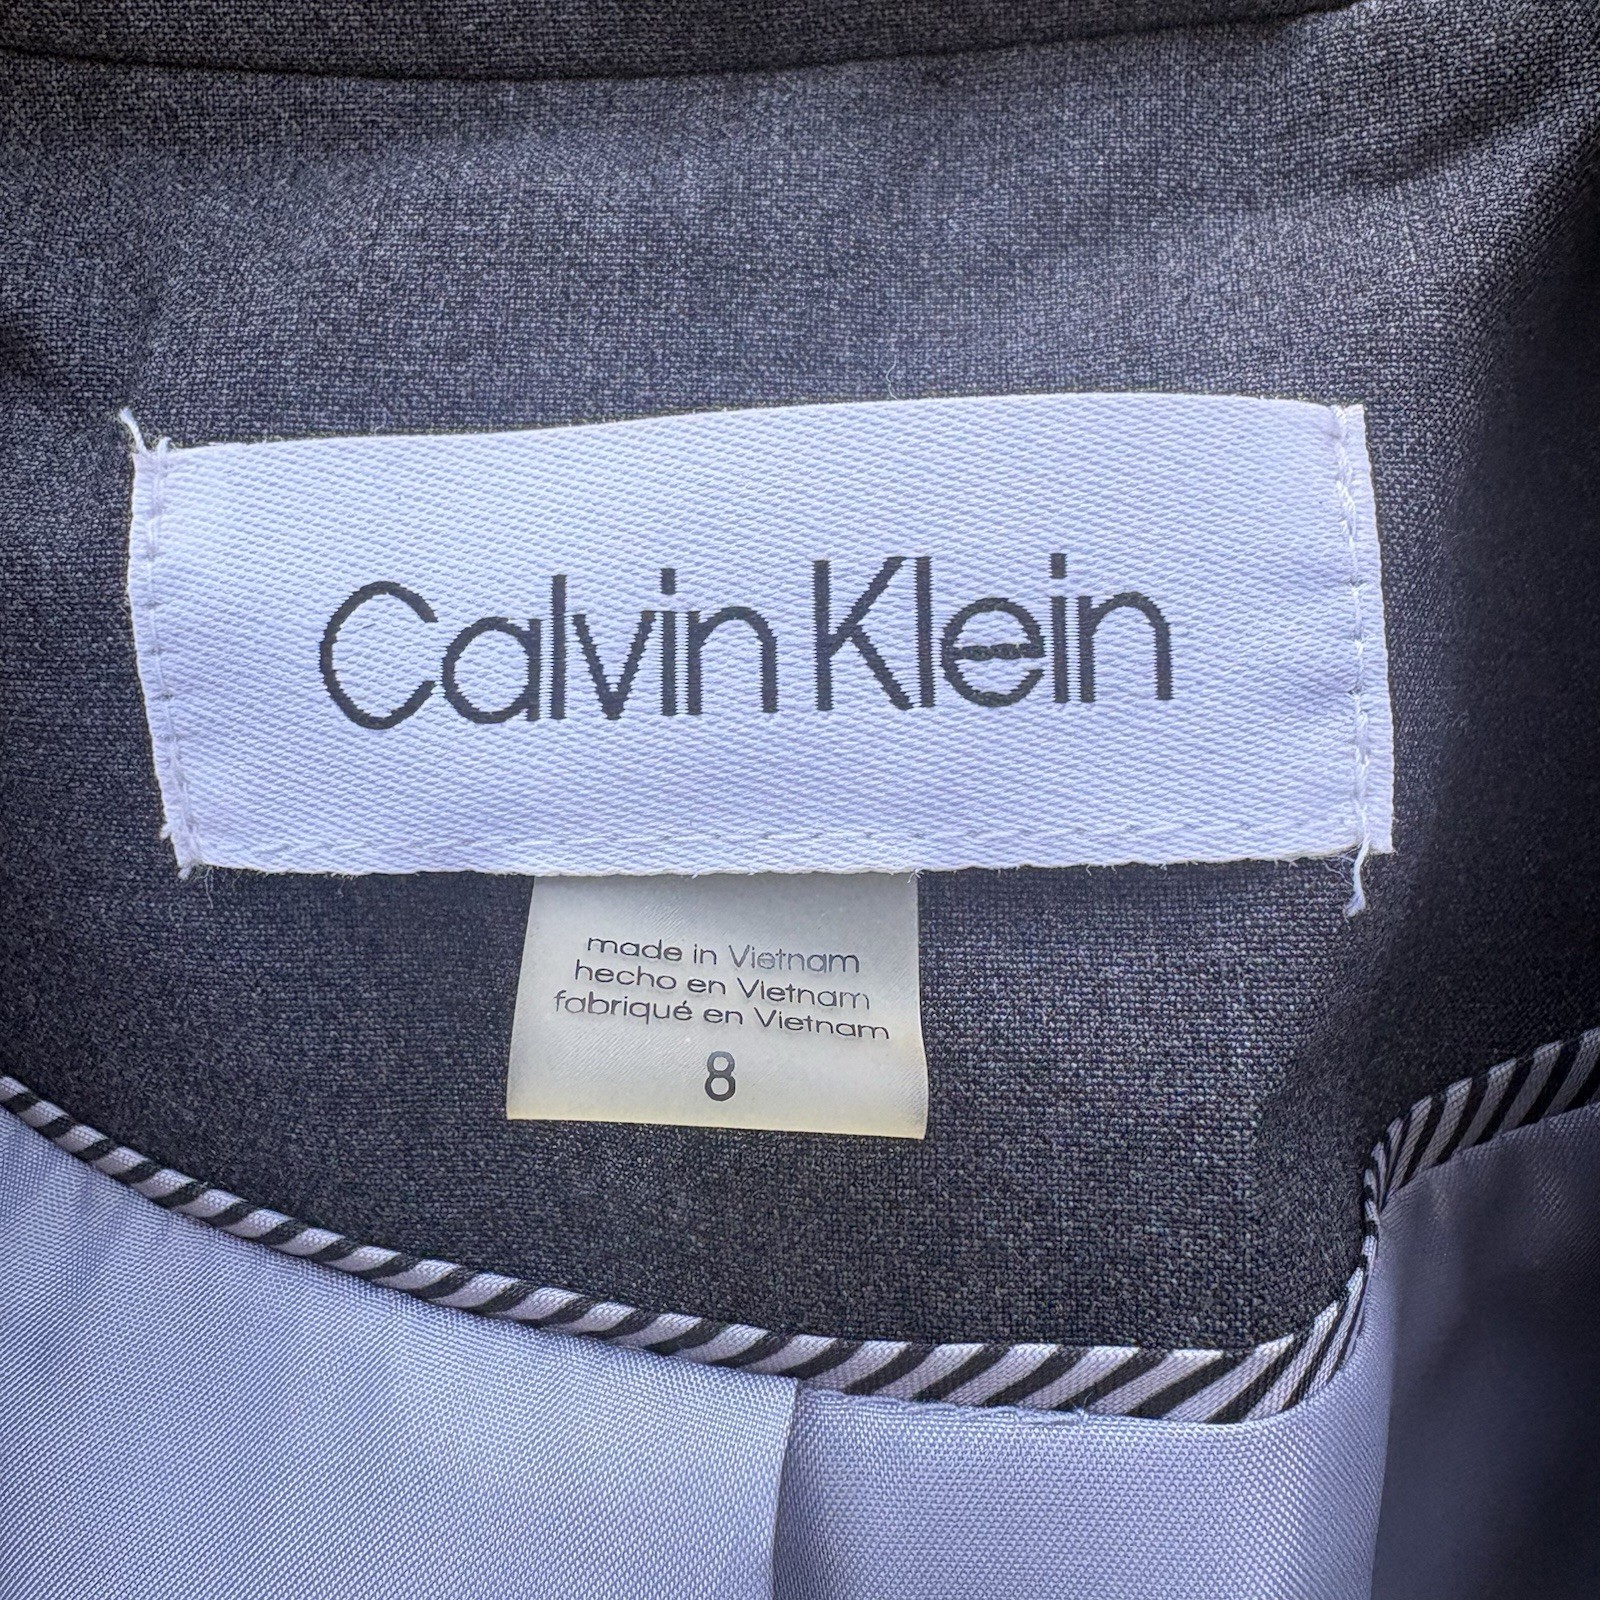 Calvin Klein
made in Vietnam
hecho en Vietnam
fabriqué en Vietnam
8